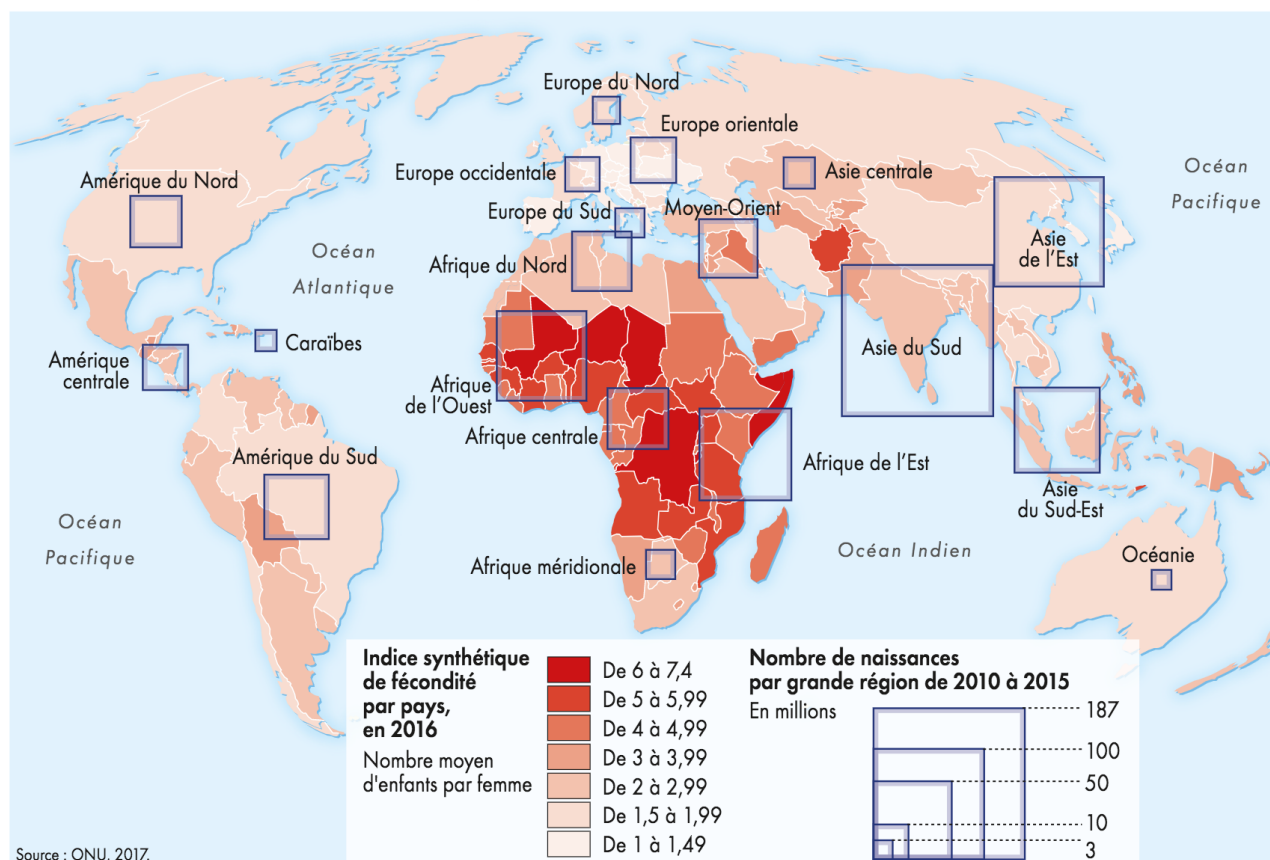 Europe du Nord
Europe orientale
Océan
Pacifique
Amérique du Nord
Europe occidentale
Asie centrale
Europe du Sud
Moyen-Orient
Océan
Atlantique
Afrique du Nord
Asie
de l'Est
Caraïbes
Amérique
centrale
Asie du Sud
Afrique
de l'Ouest
Afrique centrale
Amérique du Sud
Afrique de l'Est
Asie
du Sud-Est
Océan
Pacifique
Océan Indien
Océanie
Afrique méridionale
Indice synthétique
de fécondité
par pays,
en 2016
Nombre moyen
d'enfants par femme
De 6 à 7,4
De 5 à 5,99
De 4 à 4,99
De 3 à 3,99
De 2 à 2,99
De 1,5 à 1,99
De 1 à 1,49
Nombre de naissances
par grande région de 2010 à 2015
En millions
187
100
50
10
3
Source : ONU, 2017.